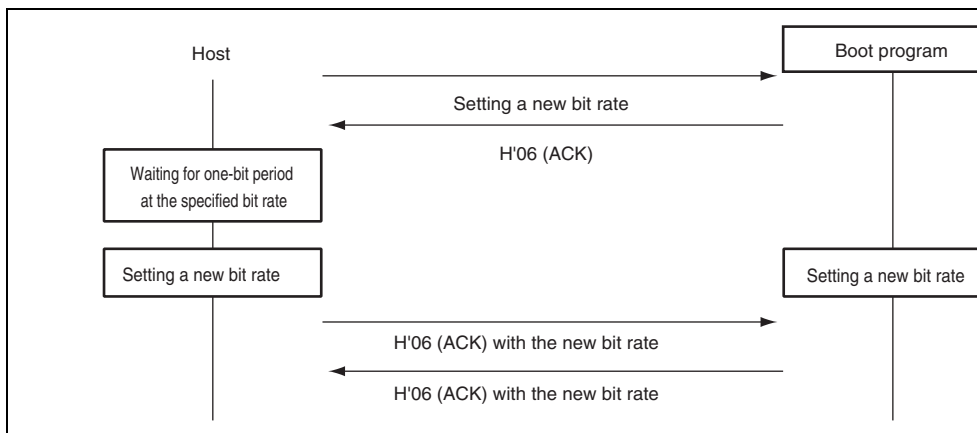 Host
Boot program
Setting a new bit rate
H'06 (ACK)
Waiting for one-bit period
at the specified bit rate
Setting a new bit rate
Setting a new bit rate
H'06 (ACK) with the new bit rate
H'06 (ACK) with the new bit rate